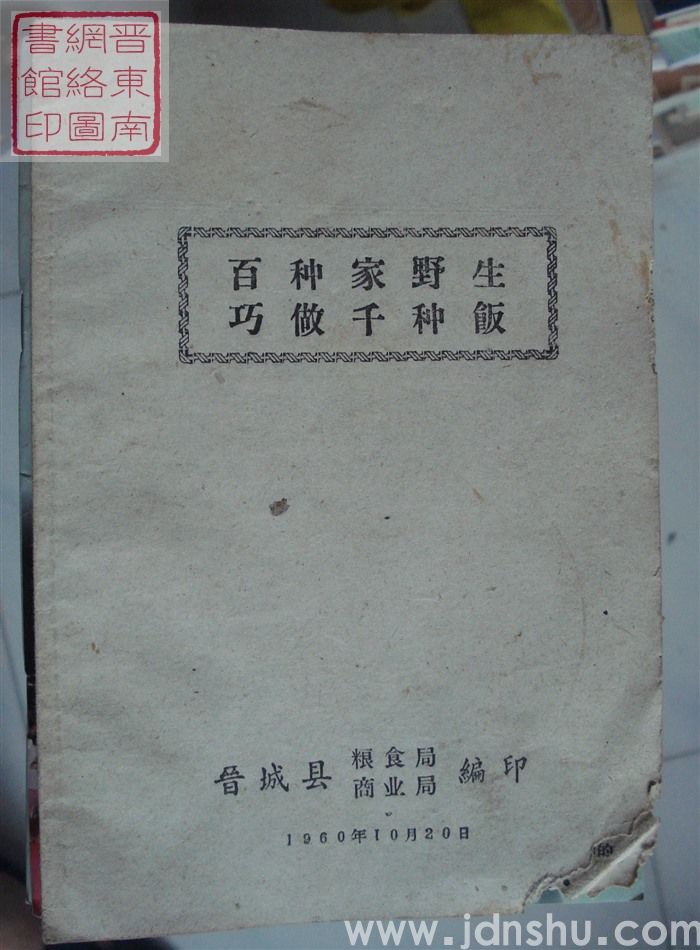 晋東南
網絡圖
書館印
百种家野生
巧做千种飯
晉城县 粮食局 商业局 編印
1960年10月20日
的
www.jdnshu.com